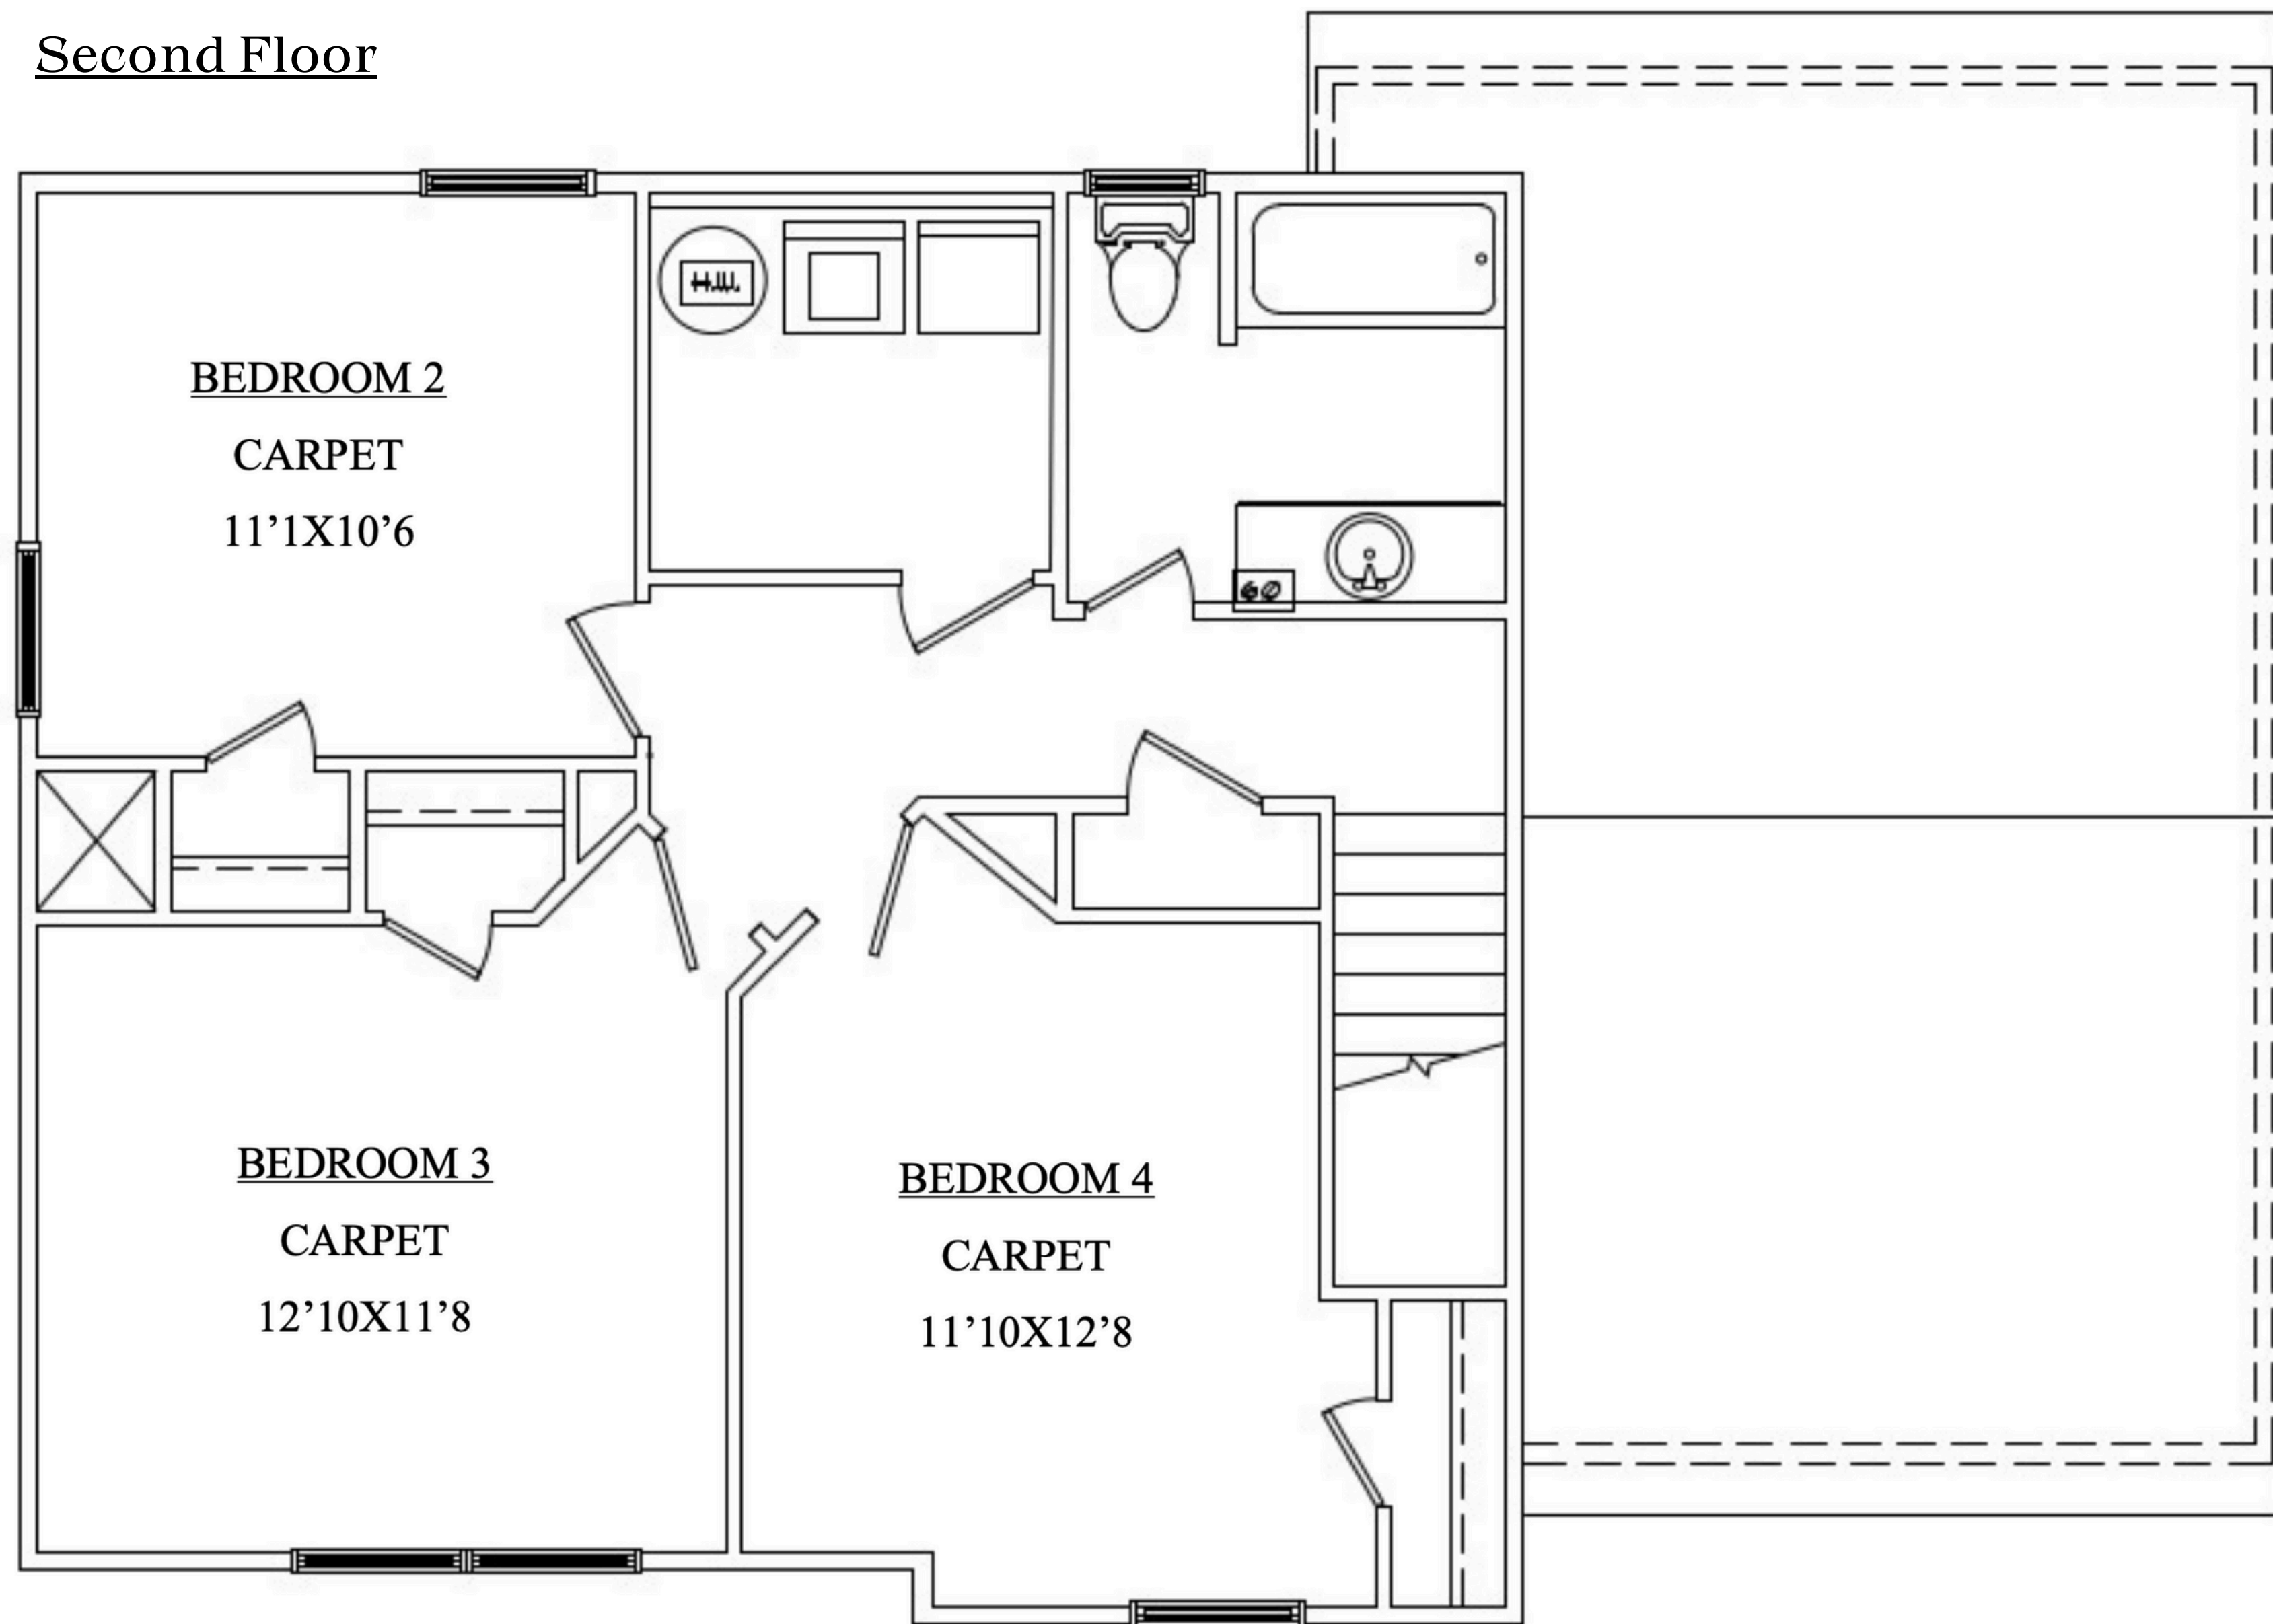 Second Floor
H.W.
BEDROOM 2
CARPET
11’1X10’6
60
BEDROOM 3
CARPET
12’10X11’8
BEDROOM 4
CARPET
11’10X12’8